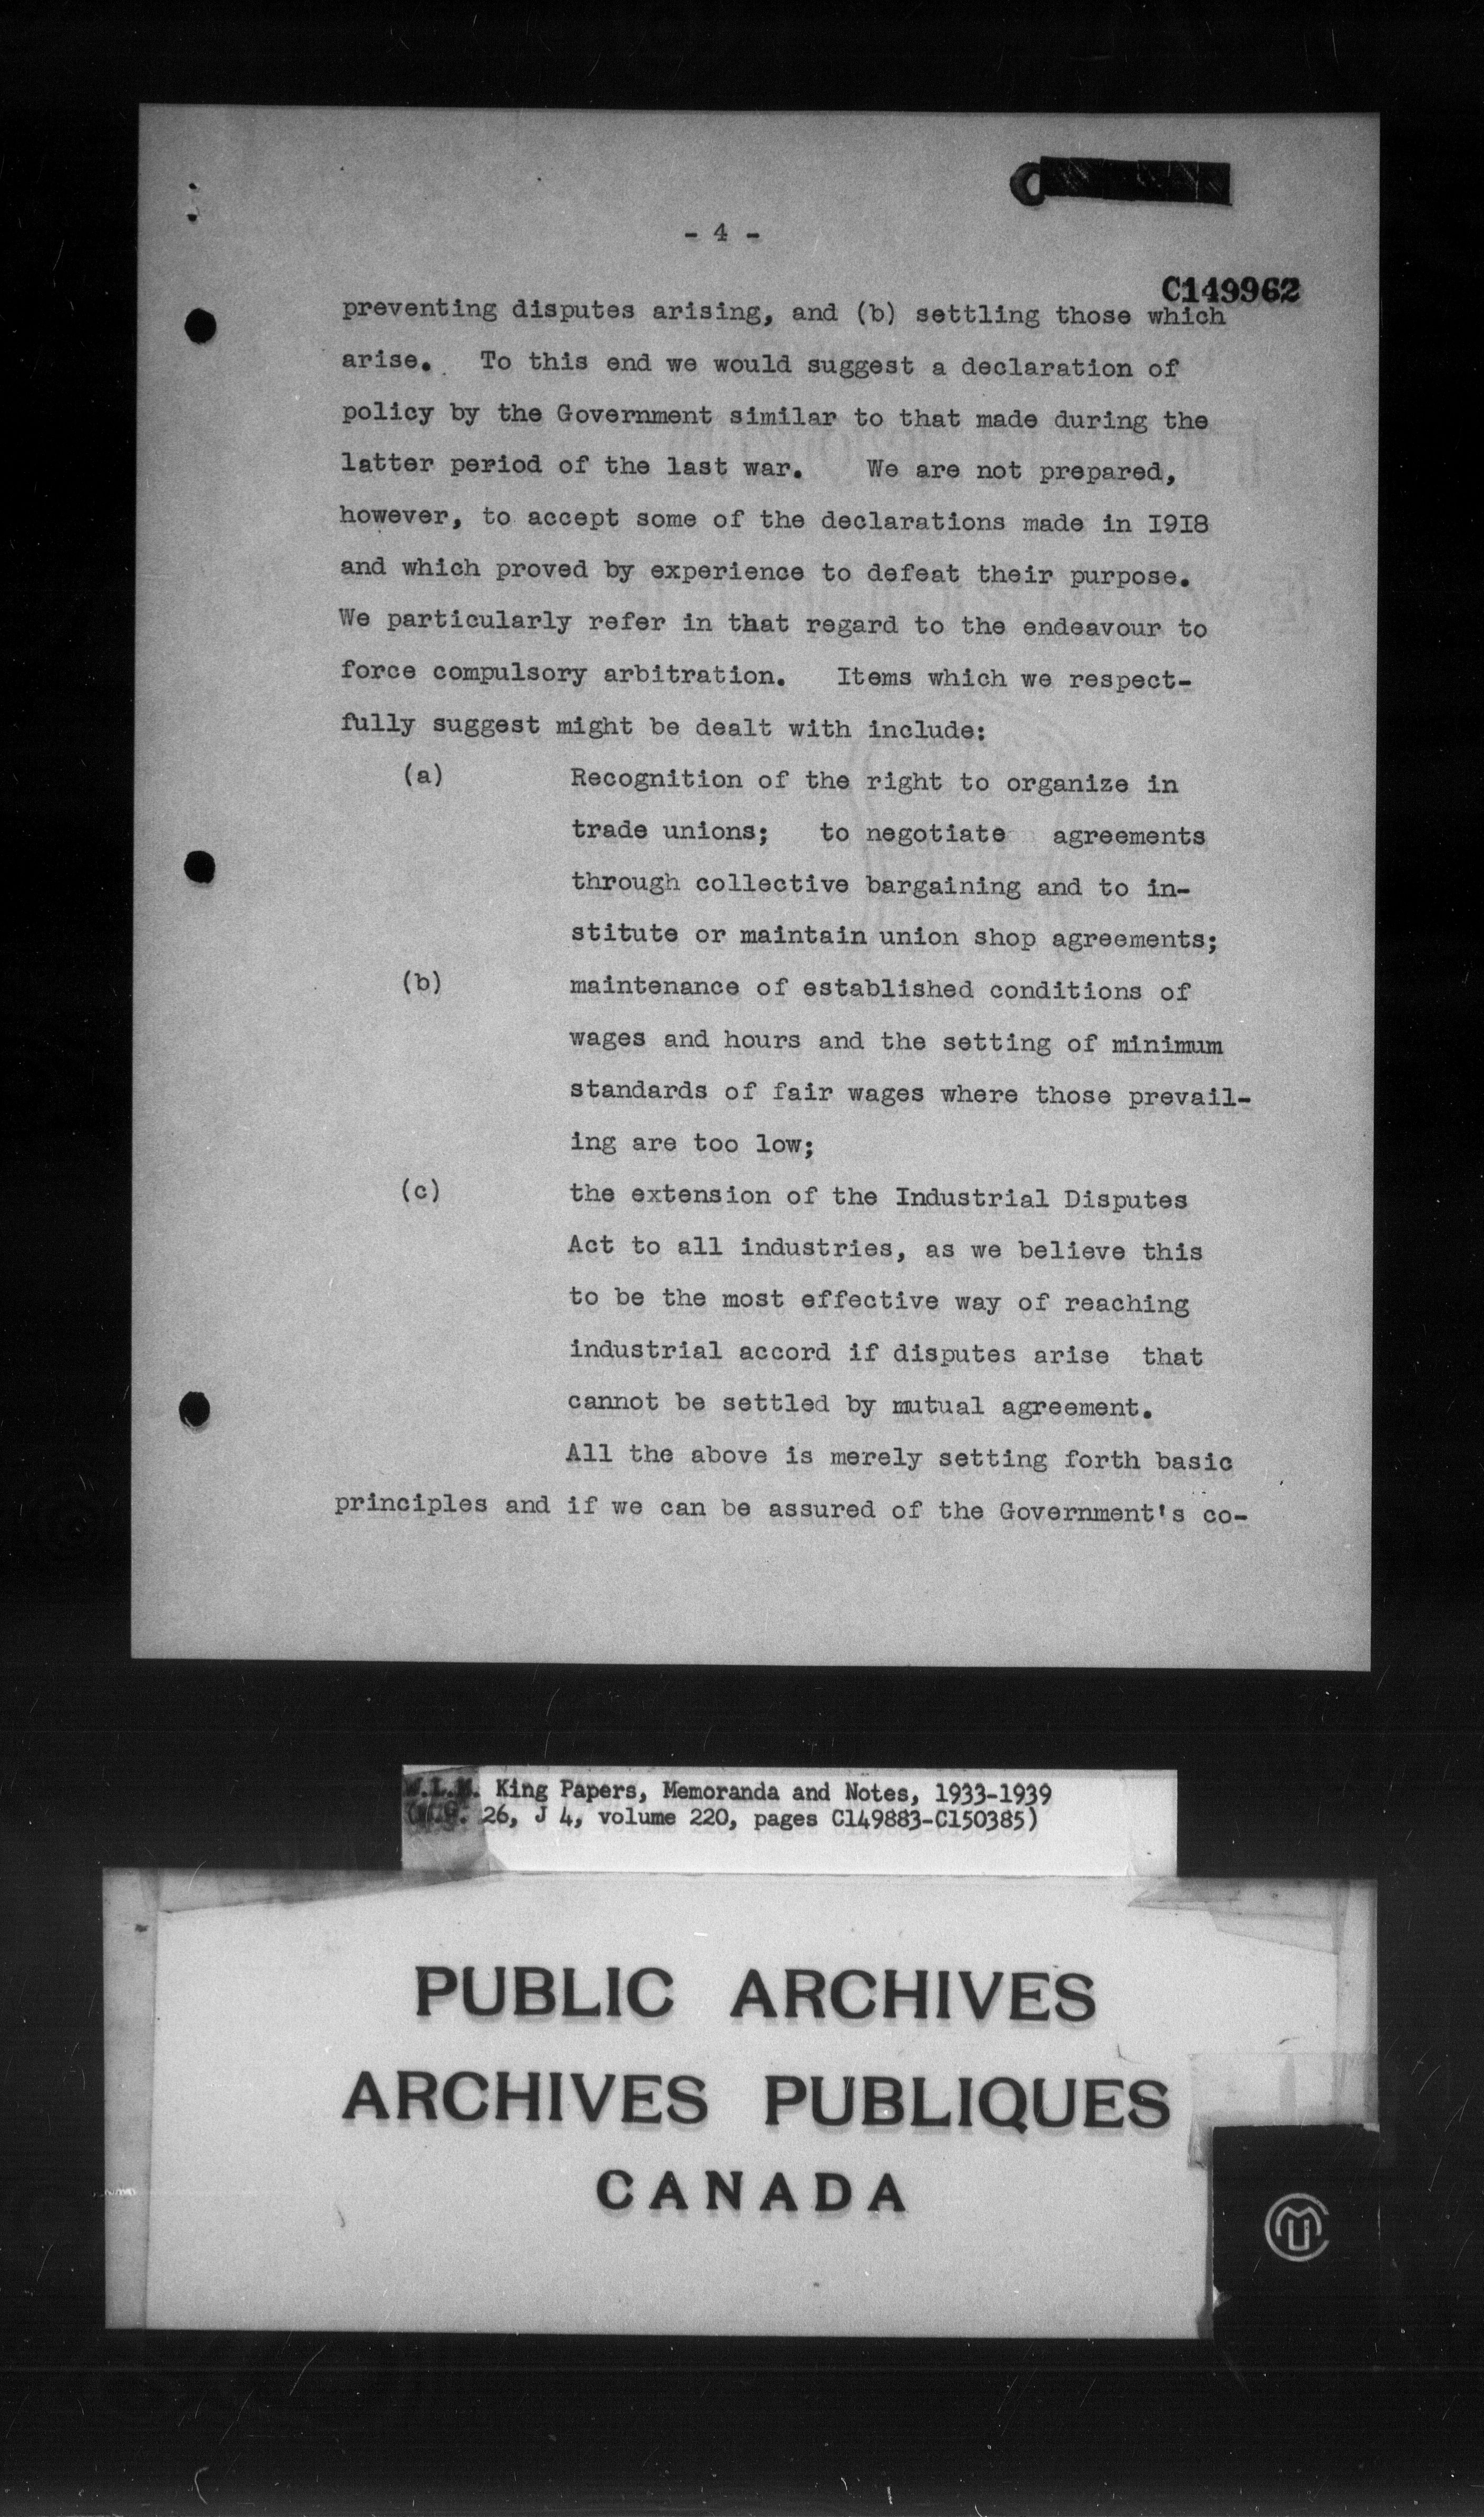 - 4 -
C149962
preventing disputes arising, and (b) settling those which
arise. To this end we would suggest a declaration of
policy by the Government similar to that made during the
latter period of the last war. We are not prepared,
however, to accept some of the declarations made in I9I8
and which proved by experience to defeat their purpose.
We particularly refer in that regard to the endeavour to
force compulsory arbitration. Items which we respect-
fully suggest might be dealt with include:
(a) Recognition of the right to organize in
trade unions; to negotiate agreements
through collective bargaining and to in-
stitute or maintain union shop agreements;
(b) maintenance of established conditions of
wages and hours and the setting of minimum
standards of fair wages where those prevail-
ing are too low;
(c) the extension of the Industrial Disputes
Act to all industries, as we believe this
to be the most effective way of reaching
industrial accord if disputes arise that
cannot be settled by mutual agreement.
All the above is merely setting forth basic
principles and if we can be assured of the Government's co-
W.L.M. King Papers, Memoranda and Notes, 1933-1939
(M.G. 26, J 4, volume 220, pages C149883-C150385)
PUBLIC ARCHIVES
ARCHIVES PUBLIQUES
CANADA